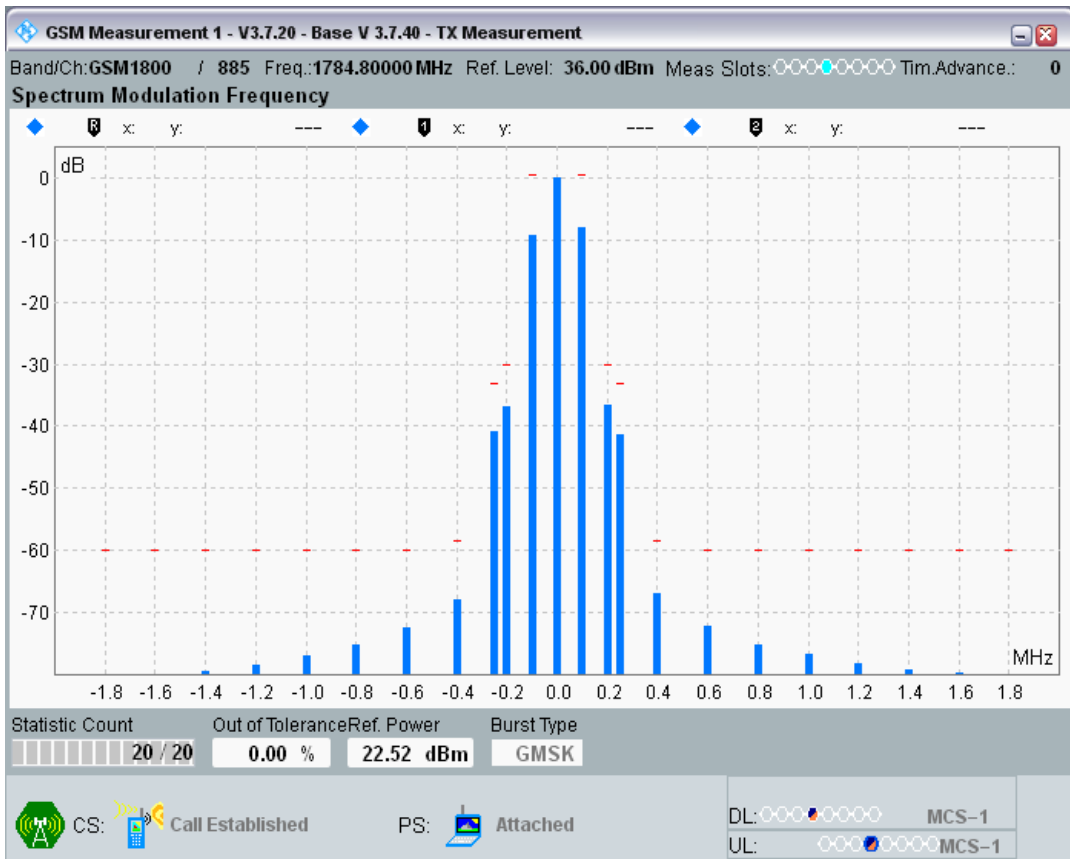 GSM Measurement 1 - V3.7.20 - Base V 3.7.40 - TX Measurement
Band/Ch:GSM1800 / 885 Freq.:1784.80000 MHz Ref. Level: 36.00 dBm Meas Slots: Tim.Advance.: 0
Spectrum Modulation Frequency
R x: y: --- 1 x: y: --- 2 x: y: ---
dB
0
-10
-20
-30
-40
-50
-60
-70
MHz
-1.8 -1.6 -1.4 -1.2 -1.0 -0.8 -0.6 -0.4 -0.2 0.0 0.2 0.4 0.6 0.8 1.0 1.2 1.4 1.6 1.8
Statistic Count Out of Tolerance Ref. Power Burst Type
20 / 20 0.00 % 22.52 dBm GMSK
CS: Call Established PS: Attached DL: MCS-1
UL: MCS-1